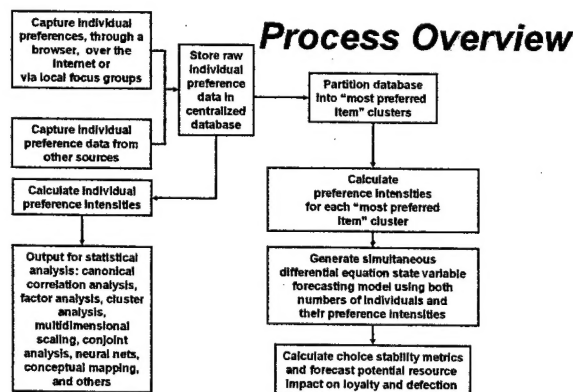 Process Overview
Capture individual
preferences, through a
browser, over the
Internet or
via local focus groups
Capture individual
preference data from
other sources
Store raw
individual
preference
data in
centralized
database
Calculate individual
preference intensities
Output for statistical
analysis: canonical
correlation analysis,
factor analysis, cluster
analysis,
multidimensional
scaling, conjoint
analysis, neural nets,
conceptual mapping,
and others
Partition database
into "most preferred
item" clusters
Calculate
preference intensities
for each "most preferred
item" cluster
Generate simultaneous
differential equation state variable
forecasting model using both
numbers of individuals and
their preference intensities
Calculate choice stability metrics
and forecast potential resource
impact on loyalty and defection